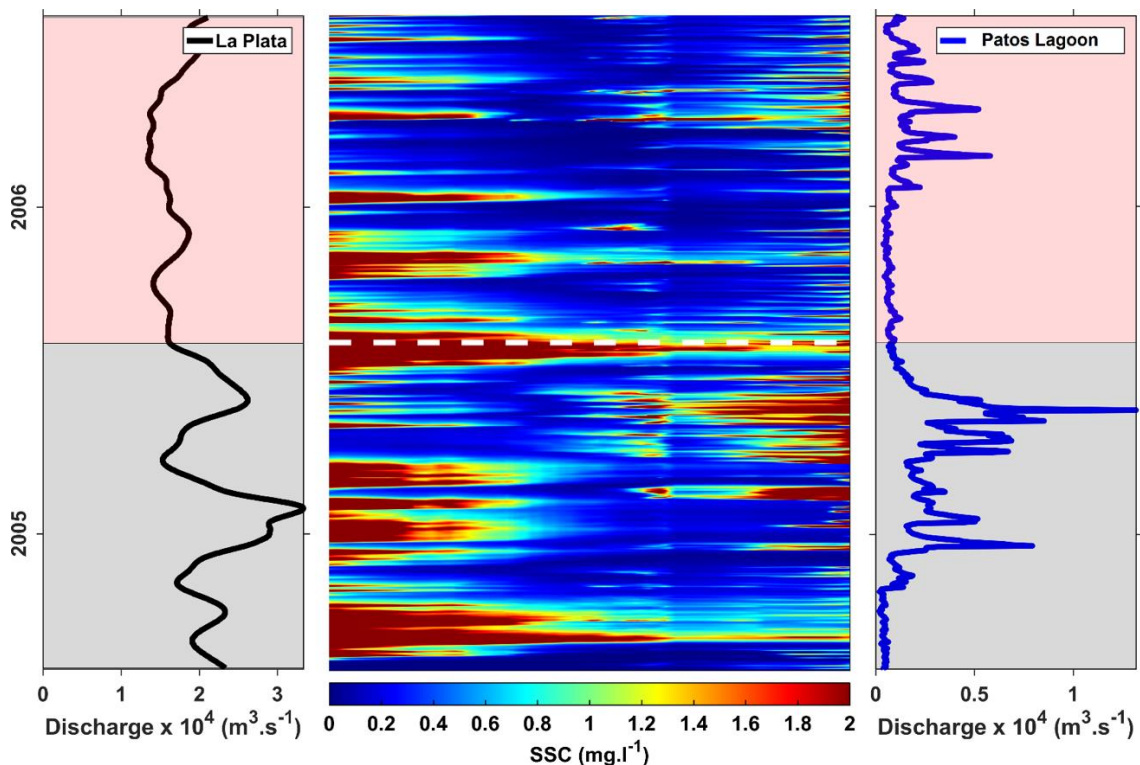 La Plata
Patos Lagoon
2006
2005
0 1 2 3
Discharge x 10⁴ (m³.s⁻¹)
0 0.2 0.4 0.6 0.8 1 1.2 1.4 1.6 1.8 2
SSC (mg.l⁻¹)
0 0.5 1
Discharge x 10⁴ (m³.s⁻¹)